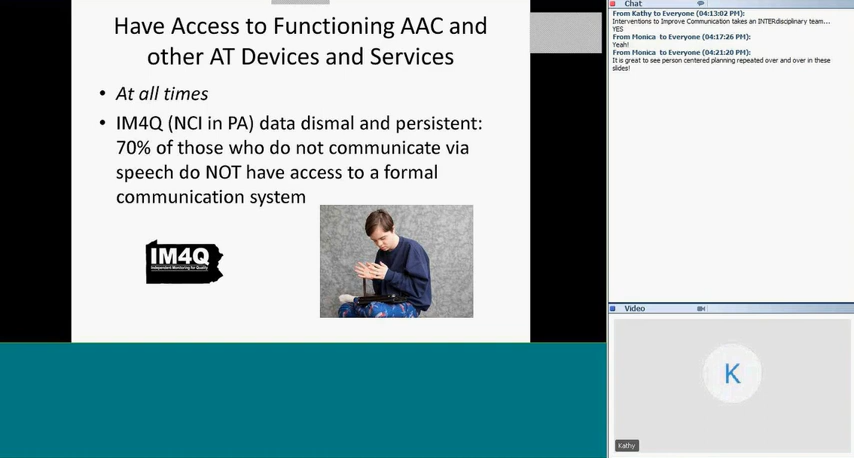 Have Access to Functioning AAC and
other AT Devices and Services
• At all times
• IM4Q (NCI in PA) data dismal and persistent:
70% of those who do not communicate via
speech do NOT have access to a formal
communication system
IM4Q
Independent Monitoring for Quality
Chat
From Kathy to Everyone (04:13:02 PM):
Interventions to Improve Communication takes an INTERdisciplinary team...
YES
From Monica to Everyone (04:17:26 PM):
Yeah!
From Monica to Everyone (04:21:20 PM):
It is great to see person centered planning repeated over and over in these
slides!
Video
K
Kathy